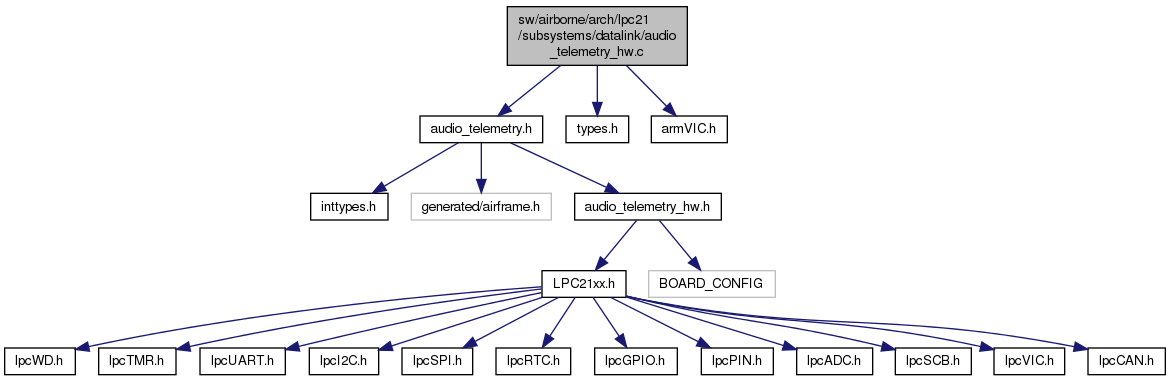 sw/airborne/arch/lpc21
/subsystems/datalink/audio
_telemetry_hw.c
audio_telemetry.h
types.h
armVIC.h
inttypes.h
generated/airframe.h
audio_telemetry_hw.h
LPC21xx.h
BOARD_CONFIG
lpcWD.h
lpcTMR.h
lpcUART.h
lpcI2C.h
lpcSPI.h
lpcRTC.h
lpcGPIO.h
lpcPIN.h
lpcADC.h
lpcSCB.h
lpcVIC.h
lpcCAN.h